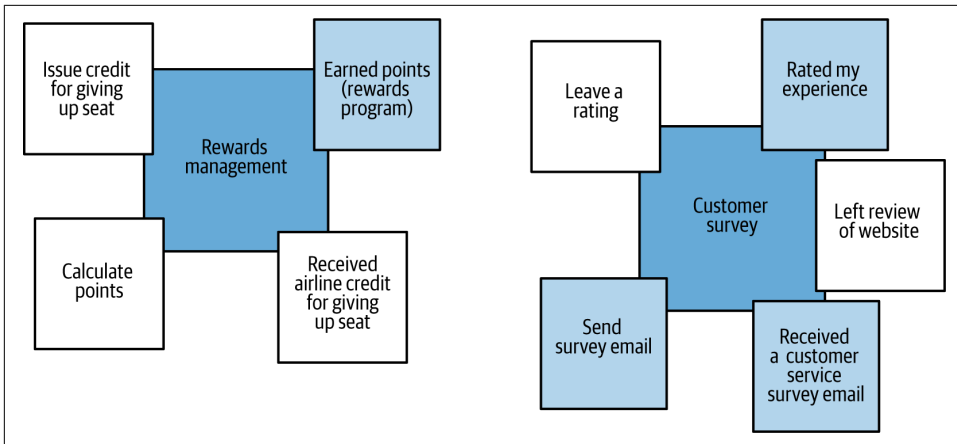 Issue credit
for giving
up seat
Earned points
(rewards
program)
Rewards
management
Calculate
points
Received
airline credit
for giving
up seat
Leave a
rating
Rated my
experience
Customer
survey
Left review
of website
Send
survey email
Received
a customer
service
survey email